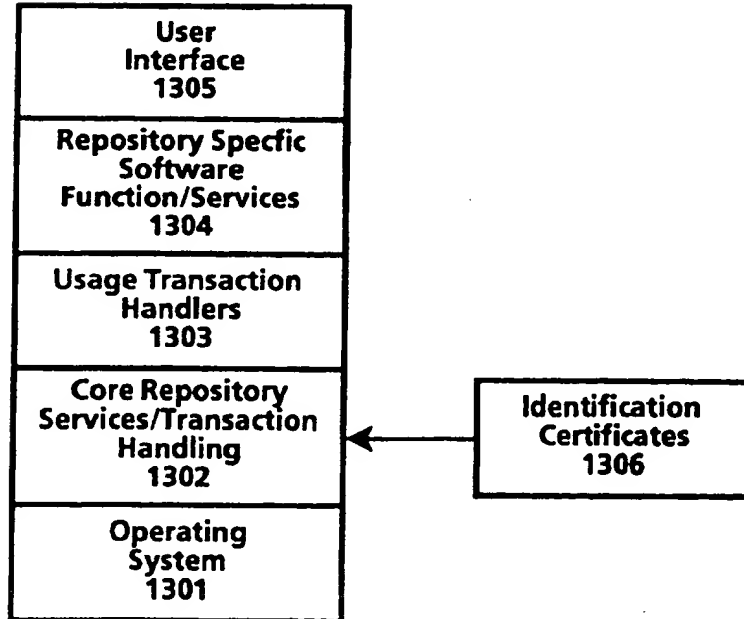 User
Interface
1305
Repository Specfic
Software
Function/Services
1304
Usage Transaction
Handlers
1303
Core Repository
Services/Transaction
Handling
1302
Identification
Certificates
1306
Operating
System
1301